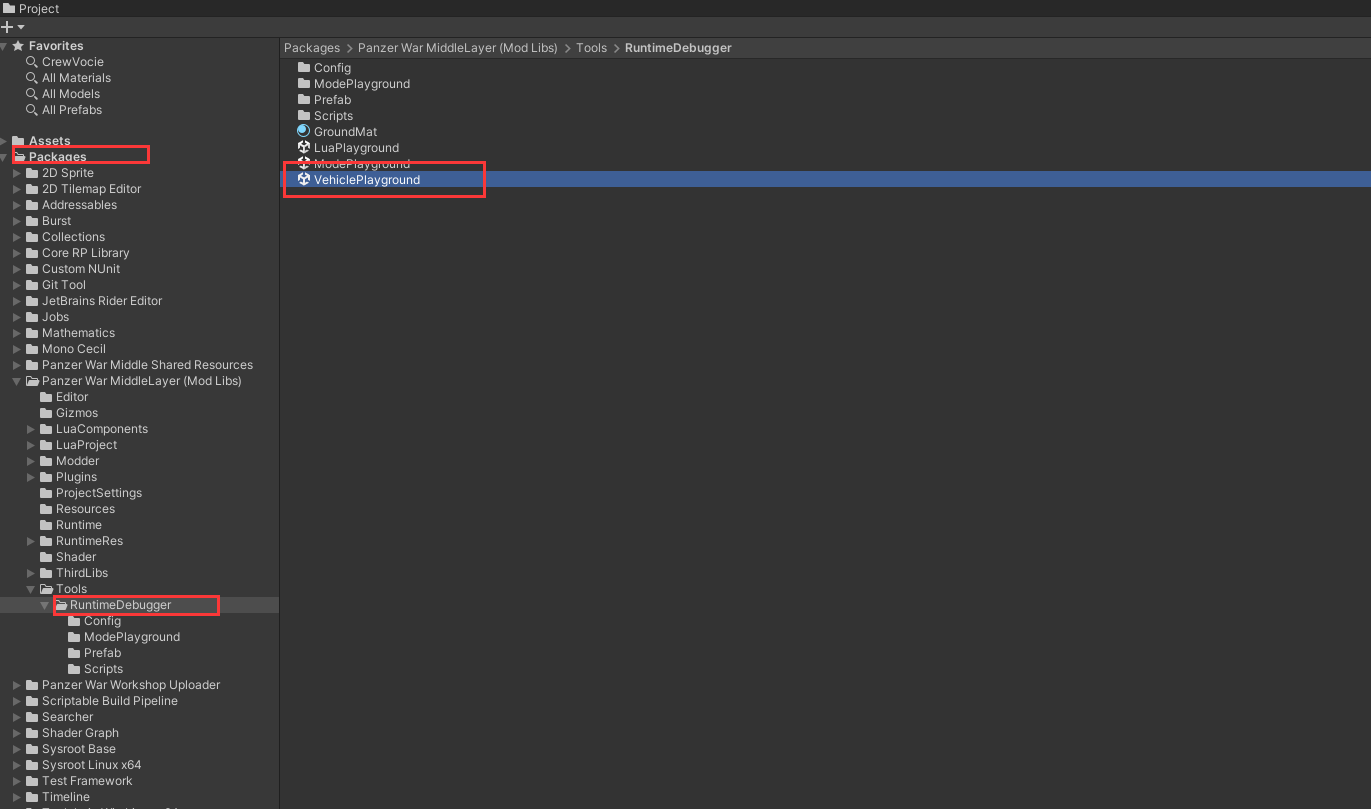 Project
Favorites
CrewVocie
All Materials
All Models
All Prefabs
Assets
Packages
2D Sprite
2D Tilemap Editor
Addressables
Burst
Collections
Core RP Library
Custom NUnit
Git Tool
JetBrains Rider Editor
Jobs
Mathematics
Mono Cecil
Panzer War Middle Shared Resources
Panzer War MiddleLayer (Mod Libs)
Editor
Gizmos
LuaComponents
LuaProject
Modder
Plugins
ProjectSettings
Resources
Runtime
RuntimeRes
Shader
ThirdLibs
Tools
RuntimeDebugger
Config
ModePlayground
Prefab
Scripts
Panzer War Workshop Uploader
Scriptable Build Pipeline
Searcher
Shader Graph
Sysroot Base
Sysroot Linux x64
Test Framework
Timeline
Packages > Panzer War MiddleLayer (Mod Libs) > Tools > RuntimeDebugger
Config
ModePlayground
Prefab
Scripts
GroundMat
LuaPlayground
ModePlayground
VehiclePlayground